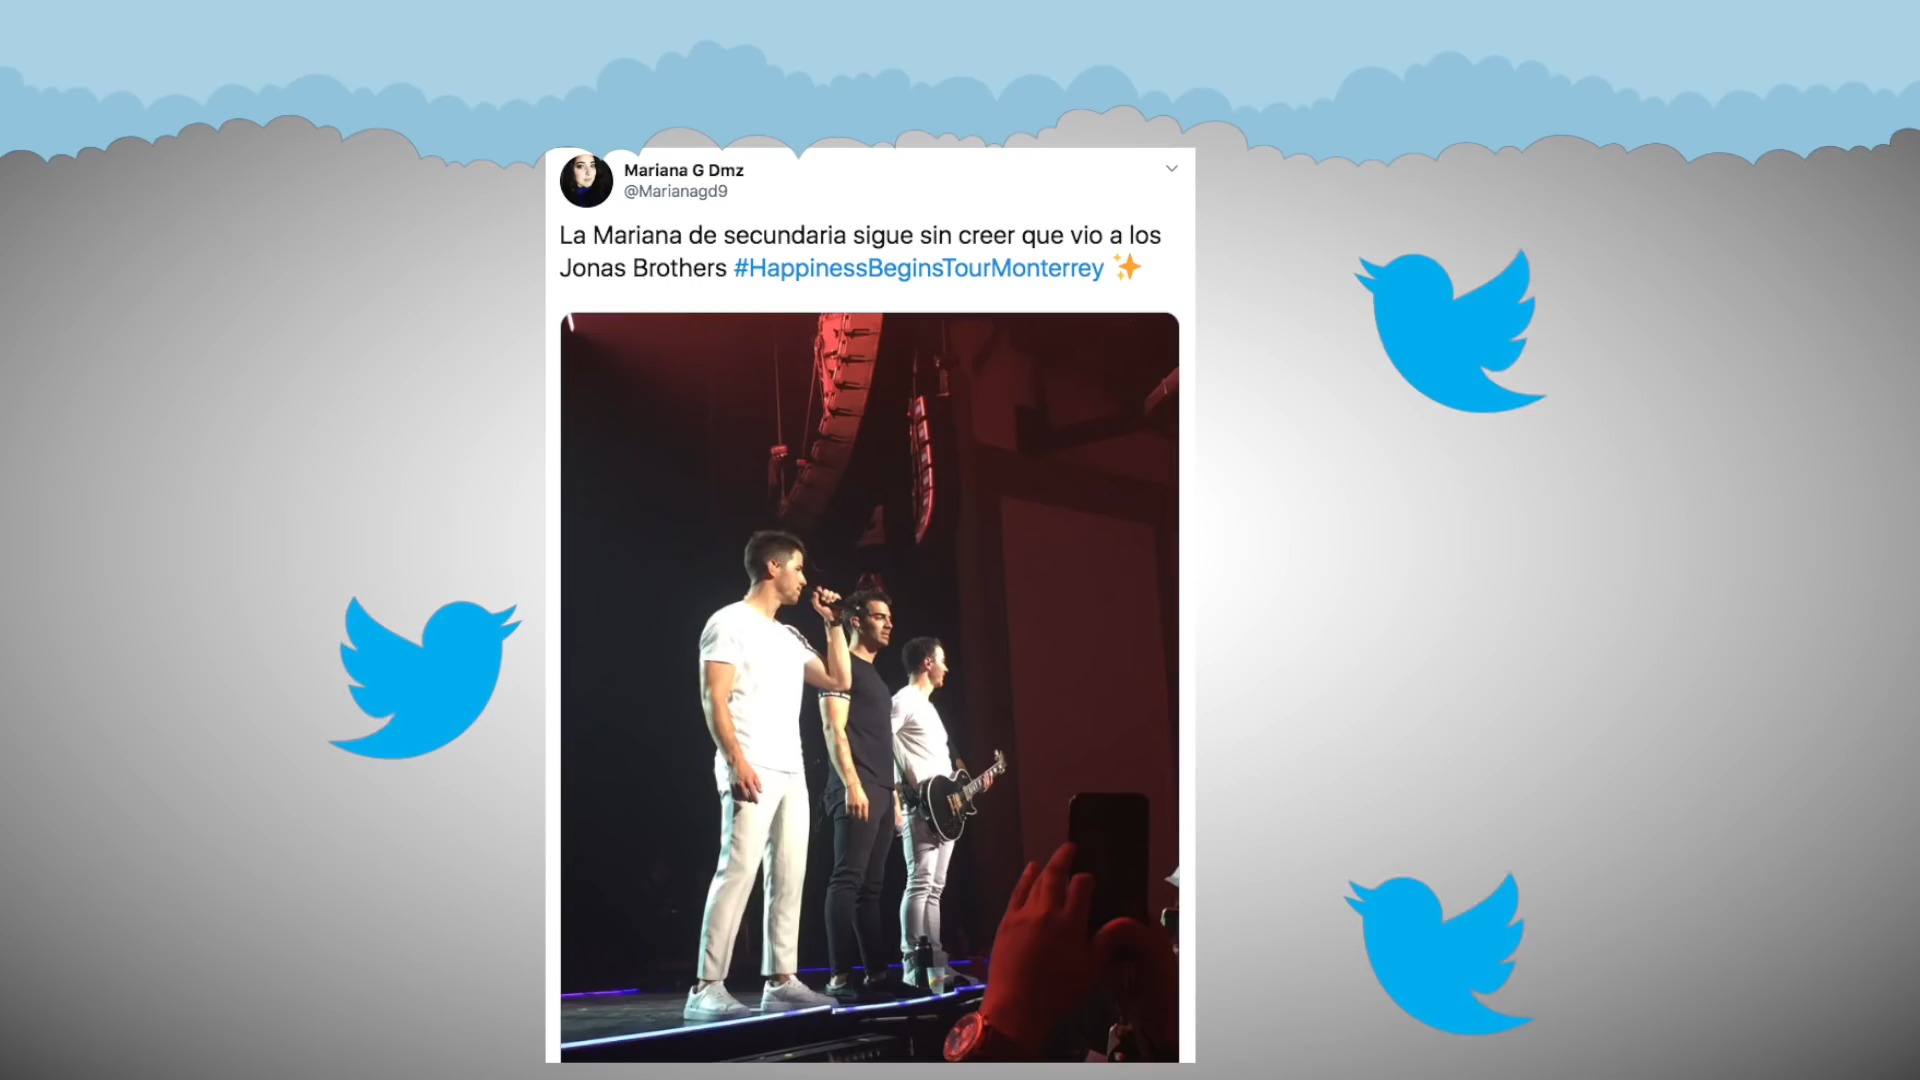 Mariana G Dmz
@Marianagd9
La Mariana de secundaria sigue sin creer que vio a los
Jonas Brothers #HappinessBeginsTourMonterrey ✨